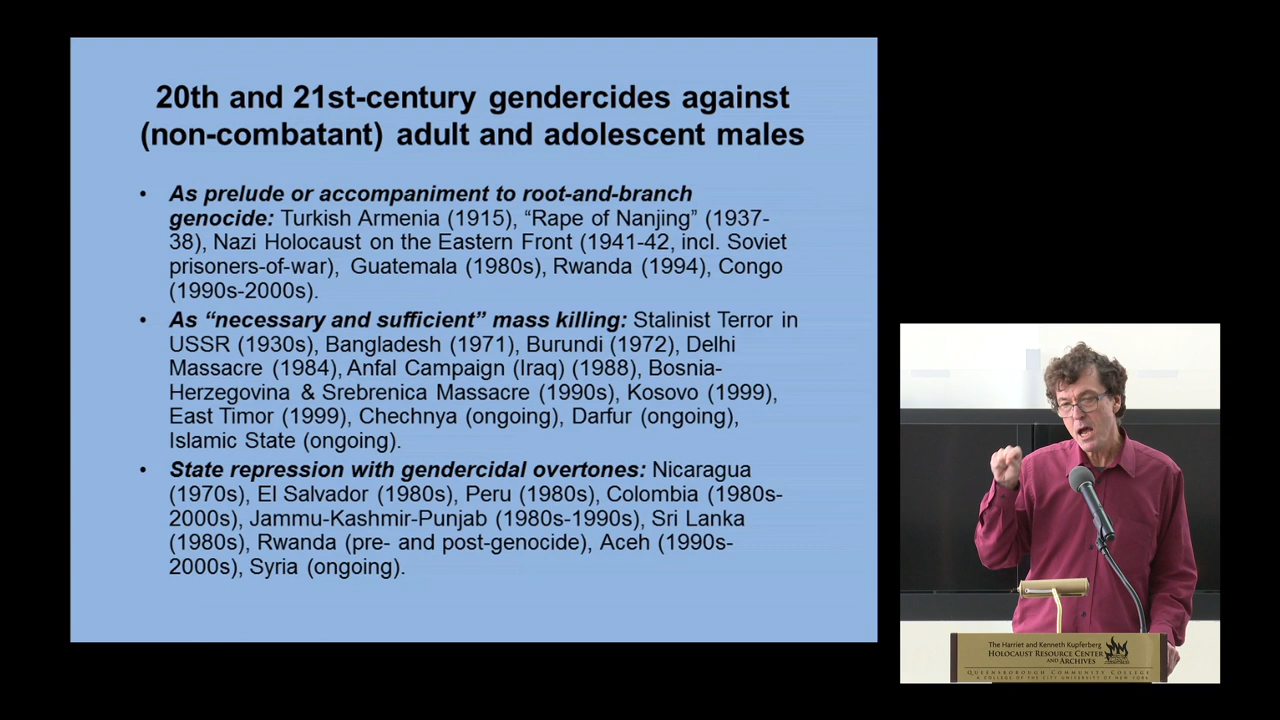 20th and 21st-century gendercides against
(non-combatant) adult and adolescent males
• As prelude or accompaniment to root-and-branch
genocide: Turkish Armenia (1915), “Rape of Nanjing” (1937-
38), Nazi Holocaust on the Eastern Front (1941-42, incl. Soviet
prisoners-of-war), Guatemala (1980s), Rwanda (1994), Congo
(1990s-2000s).
• As “necessary and sufficient” mass killing: Stalinist Terror in
USSR (1930s), Bangladesh (1971), Burundi (1972), Delhi
Massacre (1984), Anfal Campaign (Iraq) (1988), Bosnia-
Herzegovina & Srebrenica Massacre (1990s), Kosovo (1999),
East Timor (1999), Chechnya (ongoing), Darfur (ongoing),
Islamic State (ongoing).
• State repression with gendercidal overtones: Nicaragua
(1970s), El Salvador (1980s), Peru (1980s), Colombia (1980s-
2000s), Jammu-Kashmir-Punjab (1980s-1990s), Sri Lanka
(1980s), Rwanda (pre- and post-genocide), Aceh (1990s-
2000s), Syria (ongoing).
The Harriet and Kenneth Kupferberg
HOLOCAUST RESOURCE CENTER
AND ARCHIVES
QUEENSBOROUGH COMMUNITY COLLEGE
A COLLEGE OF THE CITY UNIVERSITY OF NEW YORK